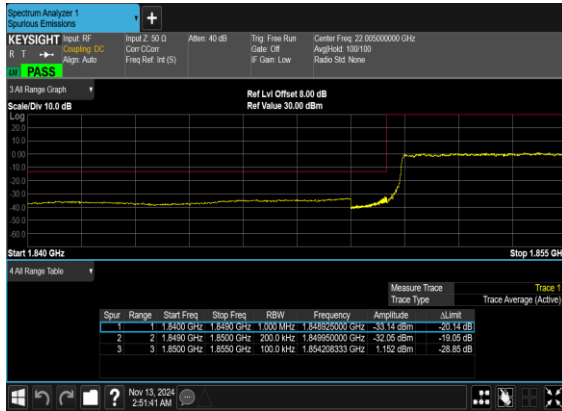 Spectrum Analyzer 1
Spurious Emissions
KEYSIGHT
R T
LW PASS
Input: RF
Coupling: DC
Align: Auto
Input Z: 50 Ω
Corr CCorr
Freq Ref: Int (S)
Atten: 40 dB
Trig: Free Run
Gate: Off
IF Gain: Low
Center Freq: 22.005000000 GHz
Avg|Hold: 100/100
Radio Std: None
3 All Range Graph
Scale/Div 10.0 dB
Ref Lvl Offset 8.00 dB
Ref Value 30.00 dBm
Log
20.0
10.0
0.00
-10.0
-20.0
-30.0
-40.0
-50.0
-60.0
Start 1.840 GHz
Stop 1.855 GH
4 All Range Table
Measure Trace Trace 1
Trace Type Trace Average (Active)
Spur Range Start Freq Stop Freq RBW Frequency Amplitude ΔLimit
1 1 1.8400 GHz 1.8490 GHz 1.000 MHz 1.848925000 GHz -33.14 dBm -20.14 dB
2 2 1.8490 GHz 1.8500 GHz 200.0 kHz 1.849950000 GHz -32.05 dBm -19.05 dB
3 3 1.8500 GHz 1.8550 GHz 100.0 kHz 1.854208333 GHz 1.152 dBm -28.85 dB
Nov 13, 2024
2:51:41 AM